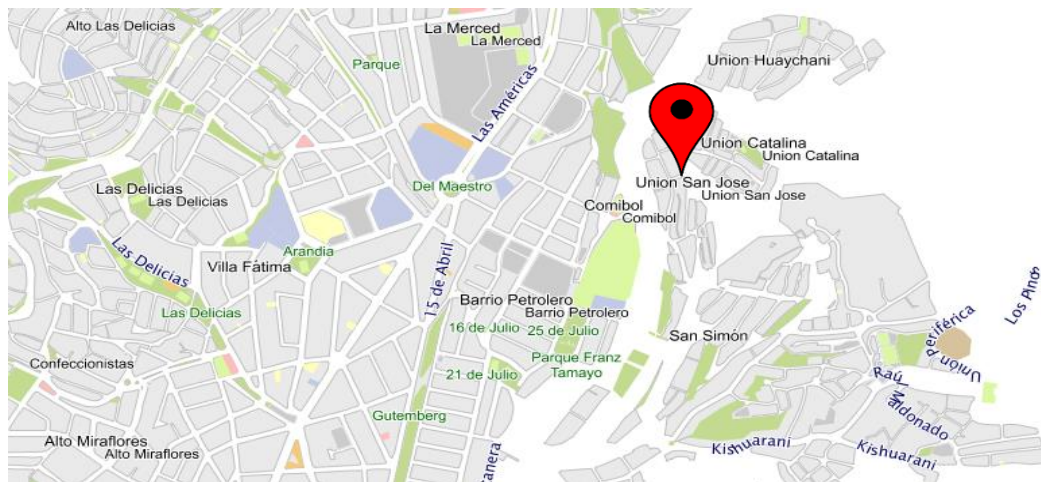 Alto Las Delicias
La Merced
La Merced
Parque
Las Américas
Union Huaychani
Union Catalina
Union Catalina
Las Delicias
Las Delicias
Del Maestro
Union San Jose
Union San Jose
Comibol
Comibol
Las Delicias
Arandia
Villa Fátima
15 de Abril
Las Delicias
Barrio Petrolero
Barrio Petrolero
16 de Julio
25 de Julio
San Simón
Periférica
Los Pinos
Confeccionistas
Parque Franz
Tamayo
21 de Julio
Union
Raúl Maldonado
Gutemberg
Alto Miraflores
Alto Miraflores
Kishuarani
Kishuarani
anera